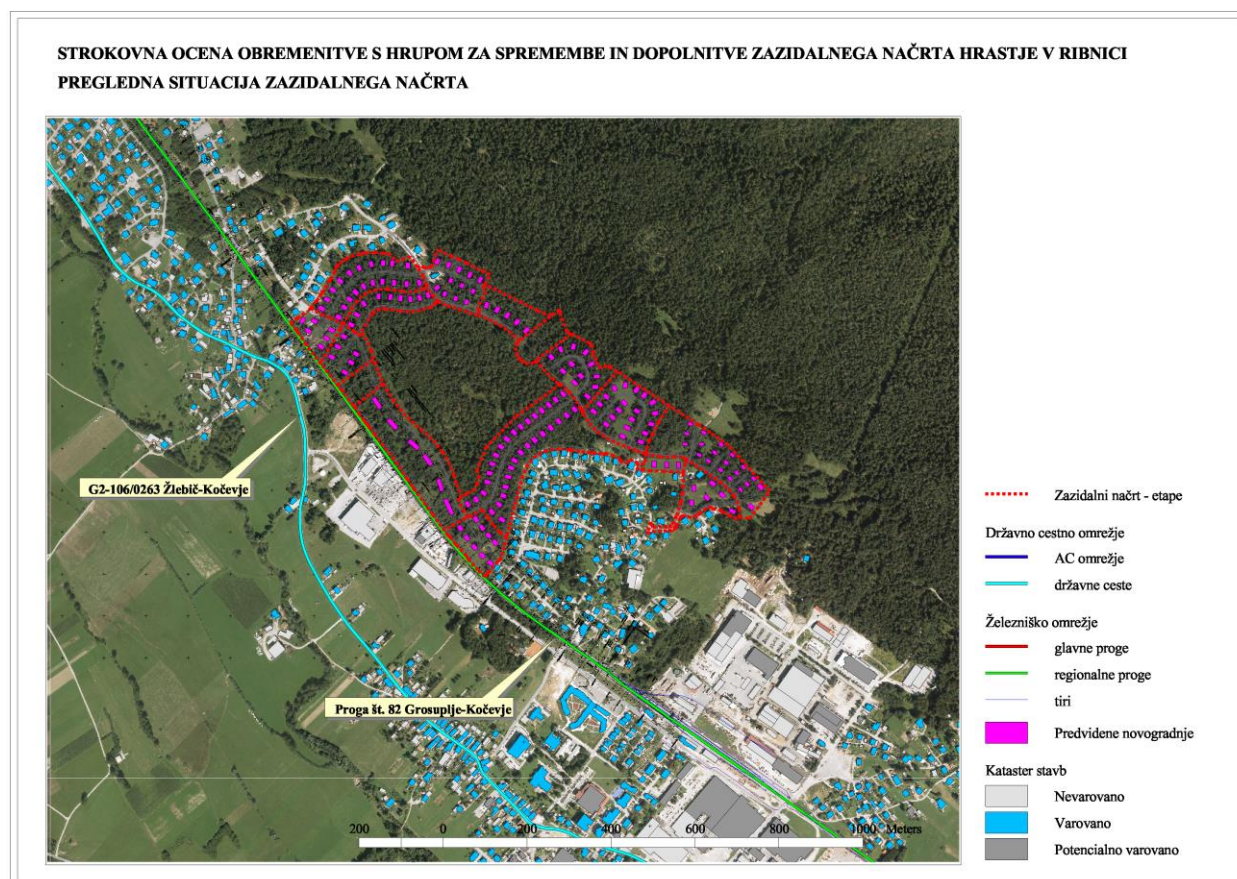 STROKOVNA OCENA OBREMENITVE S HRUPOM ZA SPREMEMBE IN DOPOLNITVE ZAZIDALNEGA NAČRTA HRASTJE V RIBNICI
PREGLEDNA SITUACIJA ZAZIDALNEGA NAČRTA
G2-106/0263 Žlebič-Kočevje
Proga št. 82 Grosuplje-Kočevje
200 0 200 400 600 800 1000 Meters
Zazidalni načrt - etape
Državno cestno omrežje
AC omrežje
državne ceste
Železniško omrežje
glavne proge
regionalne proge
tiri
Predvidene novogradnje
Kataster stavb
Nevarovano
Varovano
Potencialno varovano